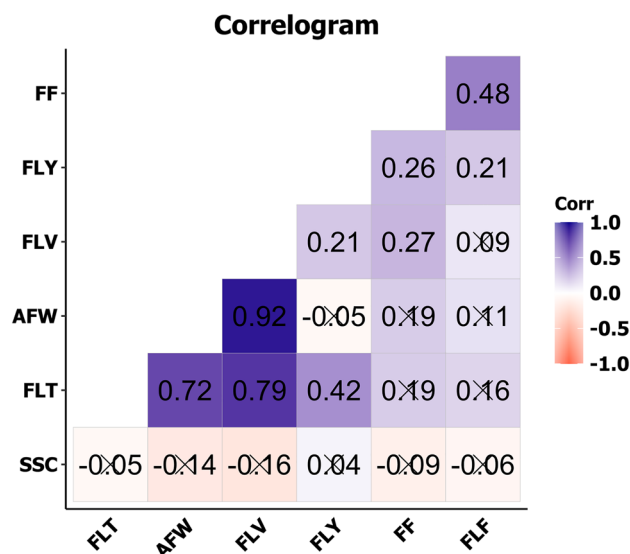 Correlogram
FF 0.48
FLY 0.26 0.21
FLV 0.21 0.27 0.09
AFW 0.92 -0.05 0.19 0.11
FLT 0.72 0.79 0.42 0.19 0.16
SSC -0.05 -0.14 -0.16 0.04 -0.09 -0.06
FLT AFW FLV FLY FF FLF
Corr
1.0
0.5
0.0
-0.5
-1.0